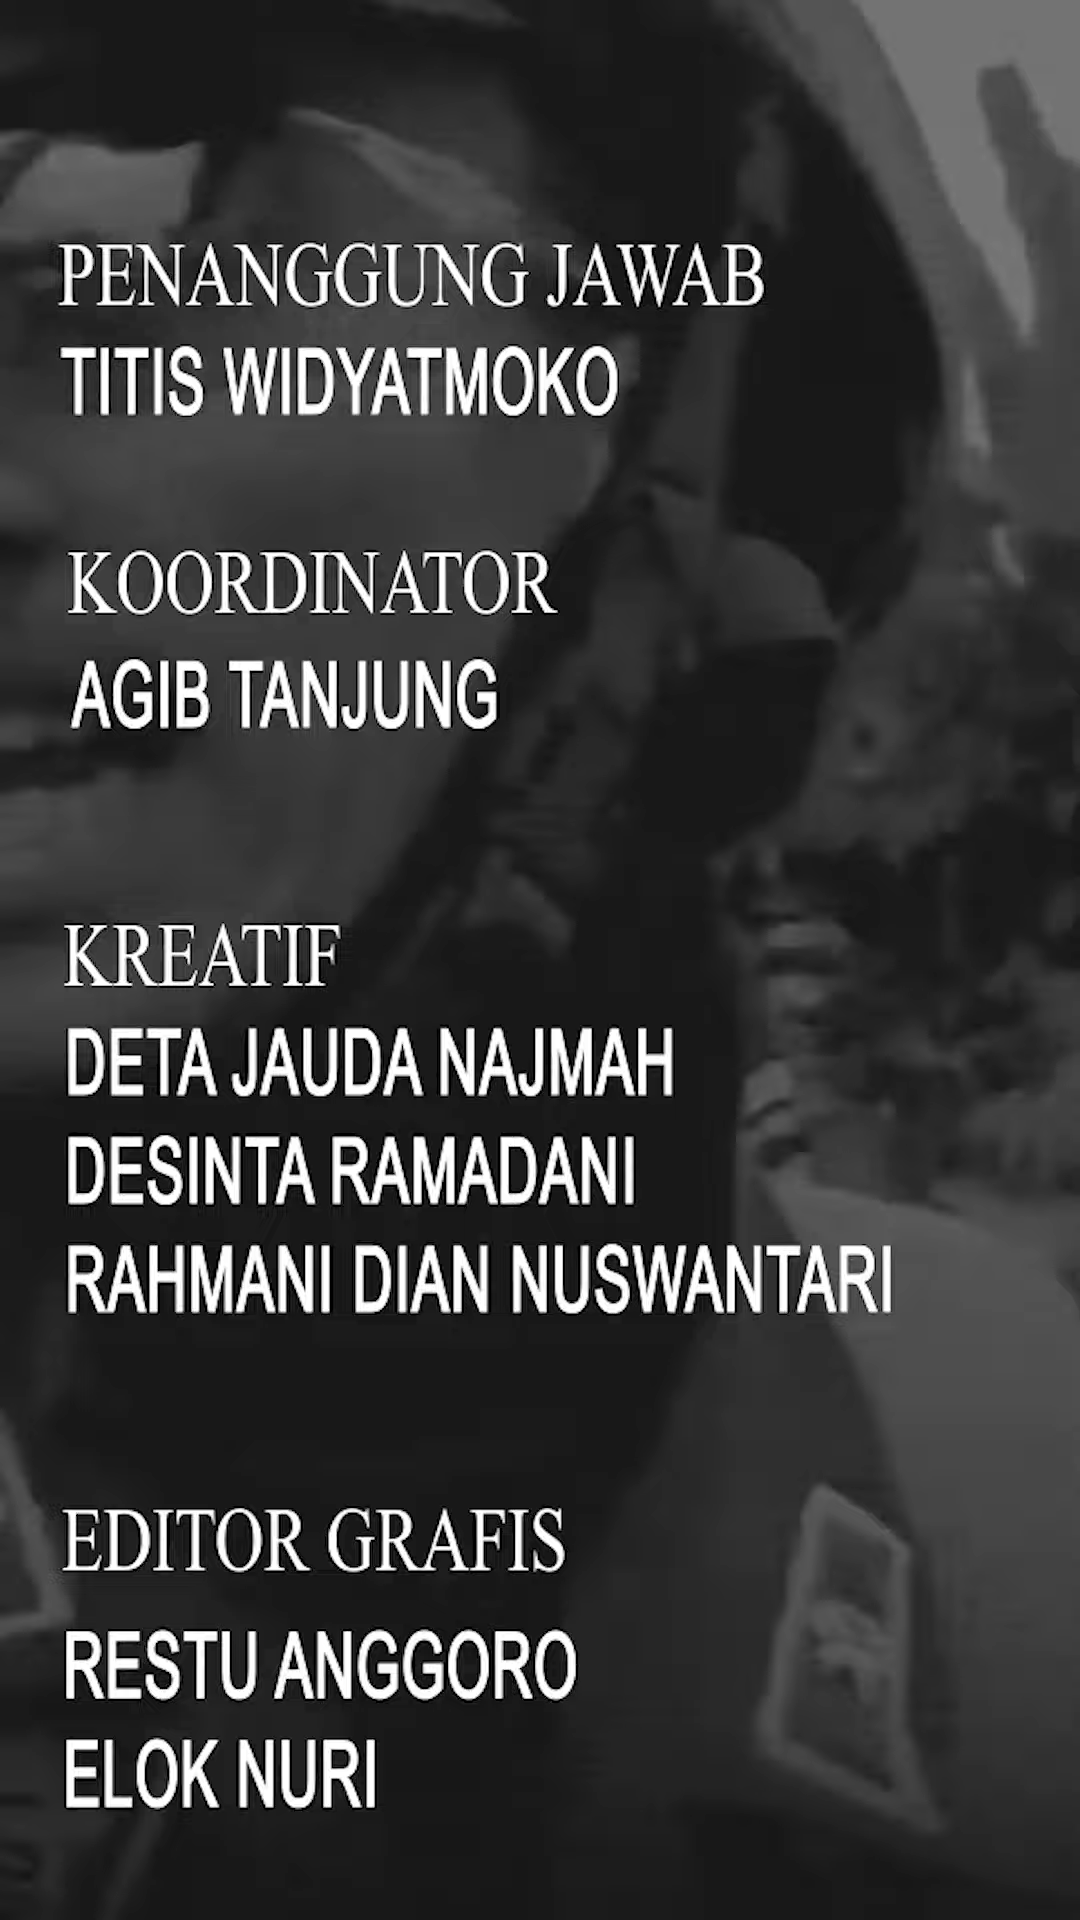 PENANGGUNG JAWAB
TITIS WIDYATMOKO
KOORDINATOR
AGIB TANJUNG
KREATIF
DETA JAUDA NAJMAH
DESINTA RAMADANI
RAHMANI DIAN NUSWANTARI
EDITOR GRAFIS
RESTU ANGGORO
ELOK NURI